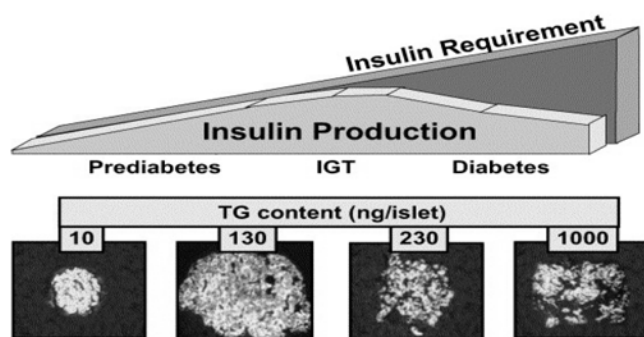 Insulin Requirement
Insulin Production
Prediabetes IGT Diabetes
TG content (ng/islet)
10 130 230 1000